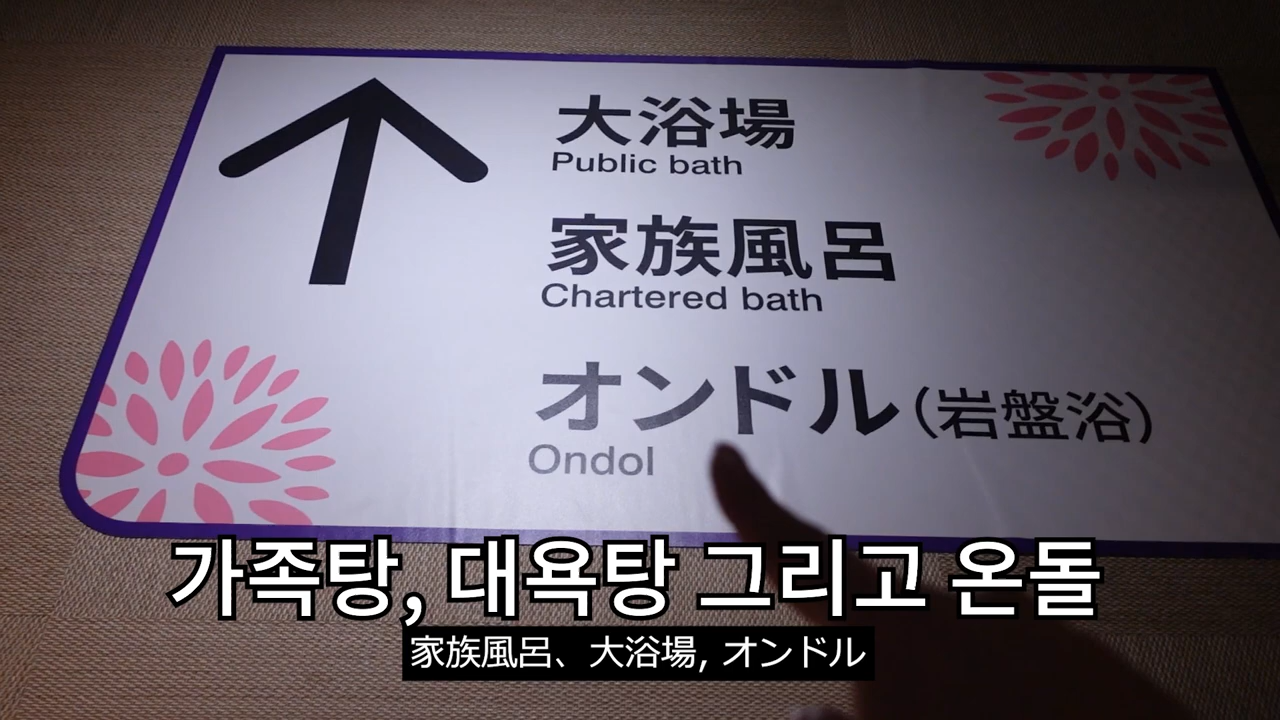 大浴場
Public bath
家族風呂
Chartered bath
オンドル(岩盤浴)
Ondol
가족탕, 대욕탕 그리고 온돌
家族風呂、大浴場, オンドル